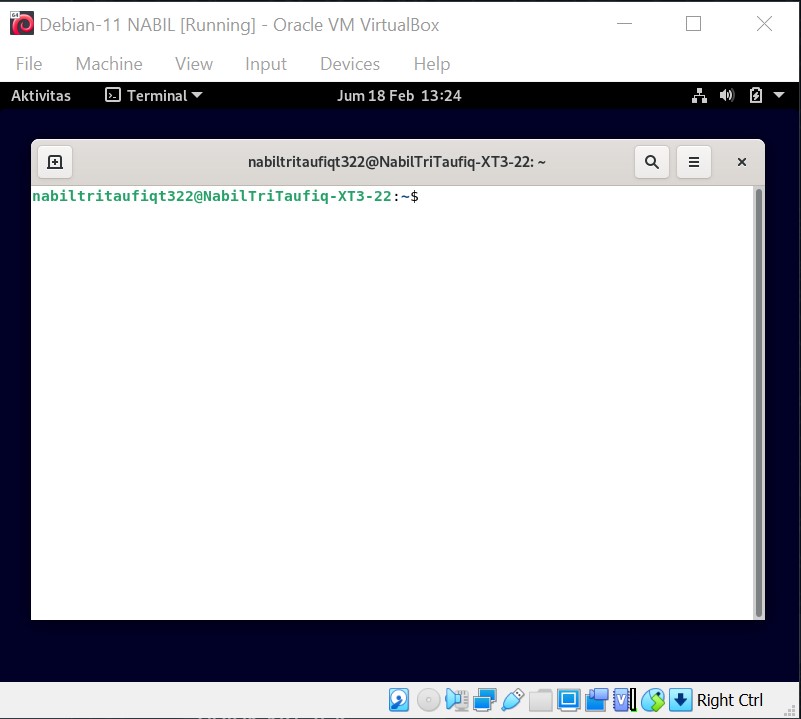 Debian-11 NABIL [Running] - Oracle VM VirtualBox
File Machine View Input Devices Help
Aktivitas Terminal Jum 18 Feb 13:24
nabiltritaufiqt322@NabilTriTaufiq-XT3-22: ~
nabiltritaufiqt322@NabilTriTaufiq-XT3-22:~$
Right Ctrl